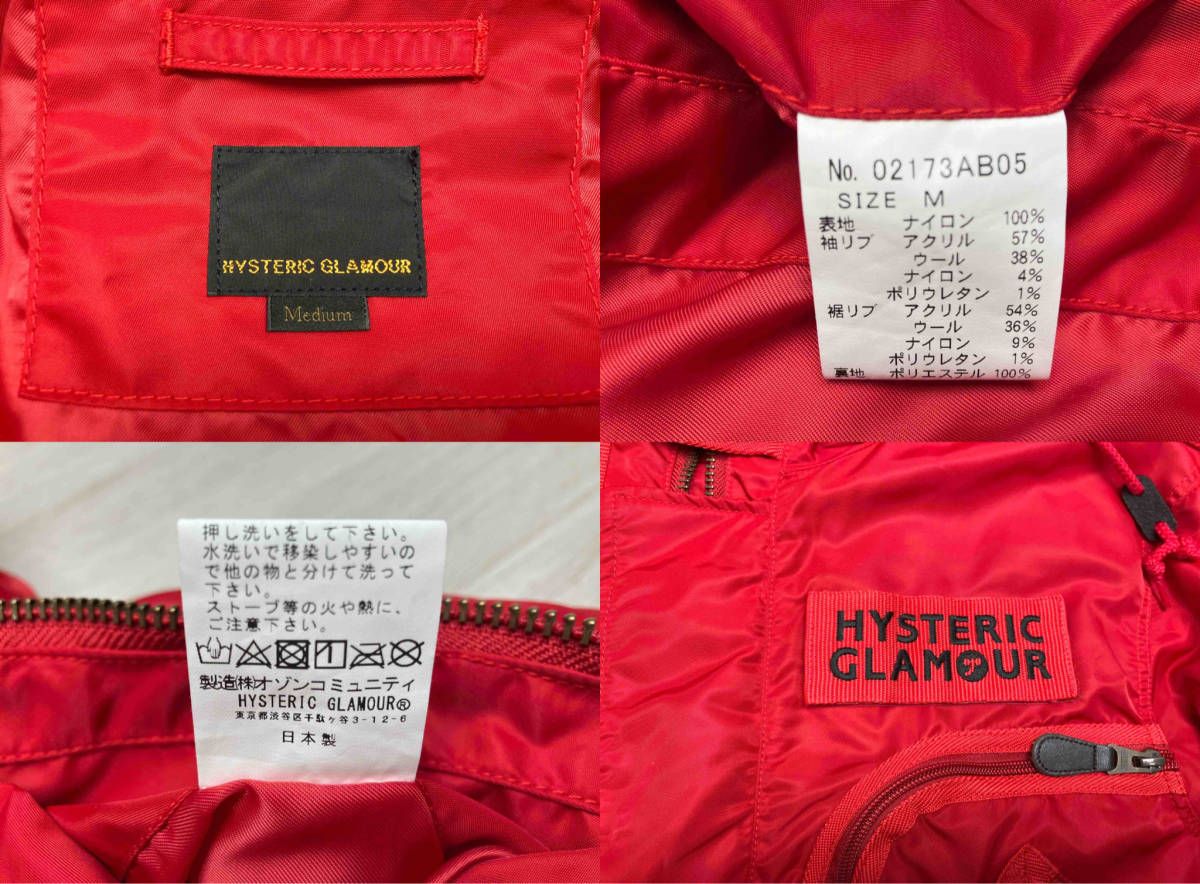 HYSTERIC GLAMOUR
Medium
No. 02173AB05
SIZE M
表地 ナイロン 100%
袖リブ アクリル 57%
ウール 38%
ナイロン 4%
ポリウレタン 1%
裾リブ アクリル 54%
ウール 36%
ナイロン 9%
ポリウレタン 1%
裏地 ポリエステル 100%
押し洗いをして下さい。
水洗いで移染しやすいの
で他の物と分けて洗って
下さい。
ストーブ等の火や熱に、
ご注意下さい。
製造(株)オゾンコミュニティ
HYSTERIC GLAMOUR®
東京都渋谷区千駄ヶ谷3-12-6
日本製
HYSTERIC
GLAMOUR